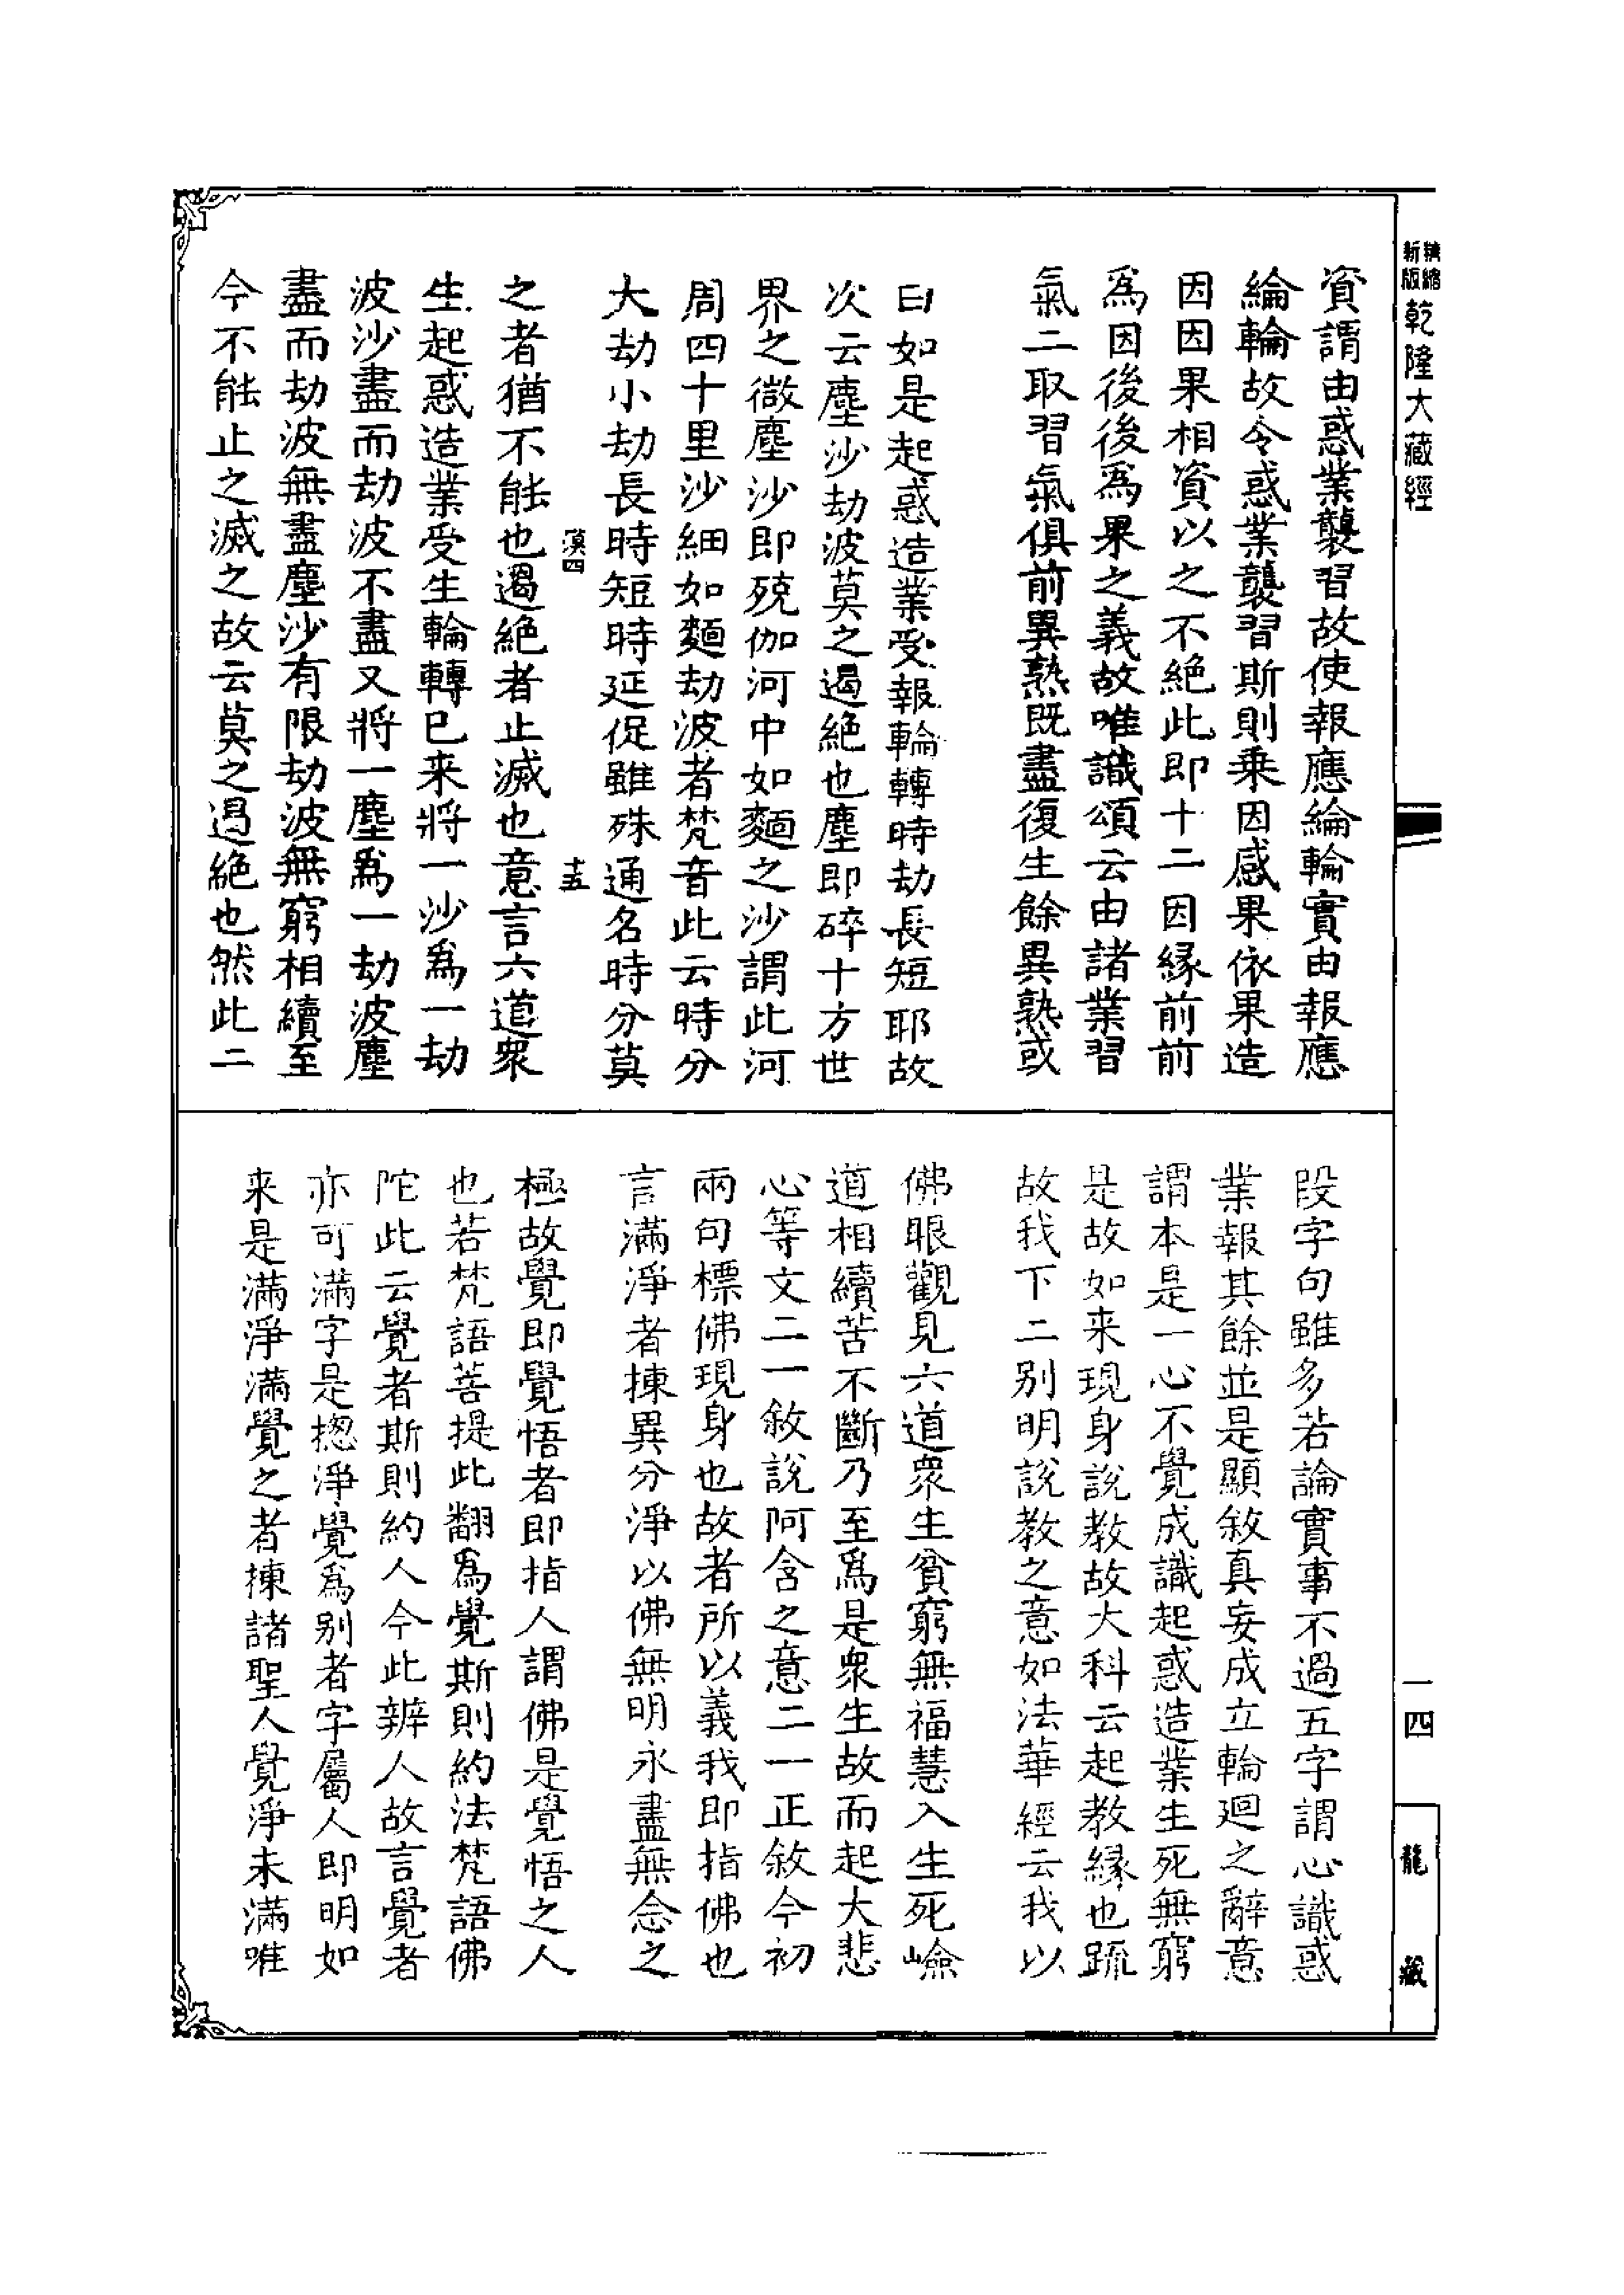 精縮
新版
乾隆大藏經
資謂由惑業襲習故使報應綸輪實由報應
綸輪故令惑業襲習斯則乘因感果依果造
因因果相資以之不絕此即十二因緣前前
爲因後後爲果之義故唯識頌云由諸業習
氣二取習氣俱前異熟既盡復生餘異熟或
曰如是起惑造業受報輪轉時劫長短耶故
次云塵沙劫波莫之遏絕也塵即碎十方世
界之微塵沙即殑伽河中如麵之沙謂此河
周四十里沙細如麵劫波者梵音此云時分
大劫小劫長時短時延促雖殊通名時分莫
漠四
十五
之者猶不能也遏絕者止滅也意言六道衆
生起惑造業受生輪轉已来將一沙爲一劫
波沙盡而劫波不盡又將一塵爲一劫波塵
盡而劫波無盡塵沙有限劫波無窮相續至
今不能止之滅之故云莫之遏絕也然此二
段字句雖多若論實事不過五字謂心識惑
業報其餘並是顯敘真妄成立輪迴之辭意
謂本是一心不覺成識起惑造業生死無窮
是故如来現身說教故大科云起教緣也疏
故我下二别明說教之意如法華經云我以
佛眼觀見六道衆生貧窮無福慧入生死嶮
道相續苦不斷乃至爲是衆生故而起大悲
心等文二一敘說阿含之意二一正敘今初
兩句標佛現身也故者所以義我即指佛也
言滿淨者揀異分淨以佛無明永盡無念之
極故覺即覺悟者即指人謂佛是覺悟之人
也若梵語菩提此翻爲覺斯則約法梵語佛
陀此云覺者斯則約人今此辨人故言覺者
亦可滿字是揔淨覺爲别者字屬人即明如
来是滿淨滿覺之者揀諸聖人覺淨未滿唯
一四
龍藏